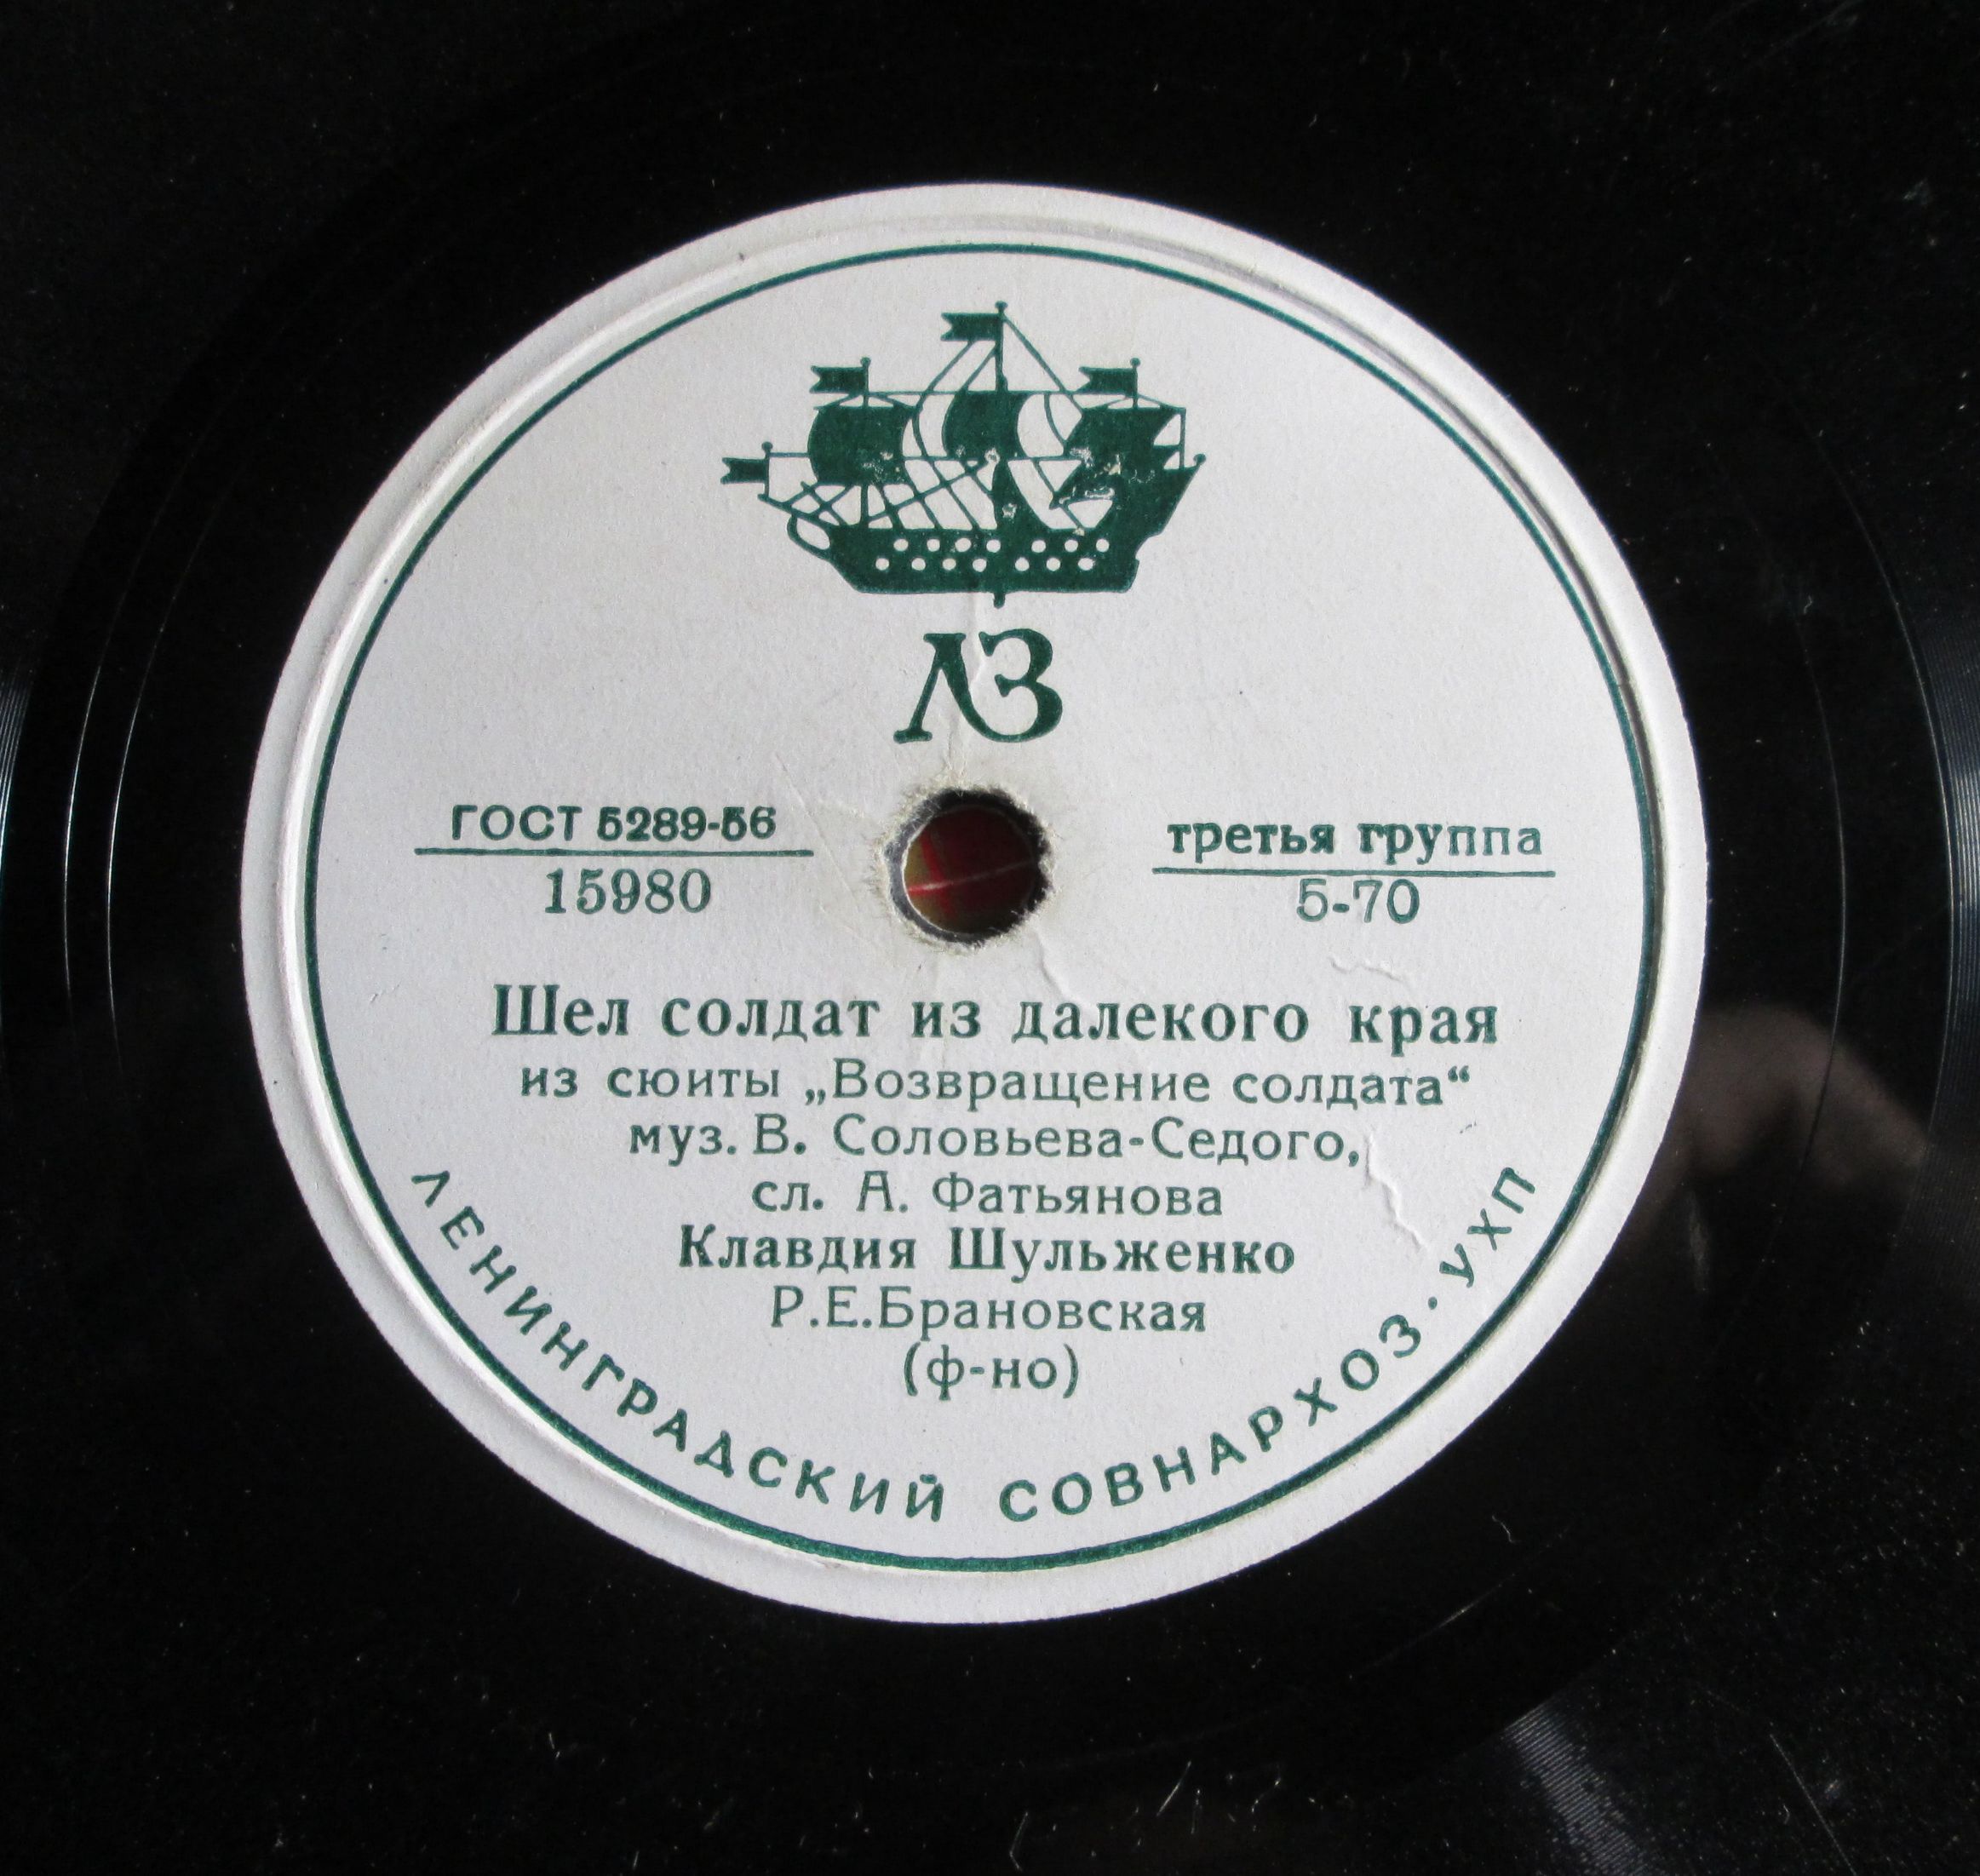 ЛЗ
ГОСТ 5289-56
15980
третья группа
5-70
Шел солдат из далекого края
из сюиты „Возвращение солдата“
муз. В. Соловьева-Седого,
сл. А. Фатьянова
Клавдия Шульженко
Р.Е.Брановская
(ф-но)
ЛЕНИНГРАДСКИЙ СОВНАРХОЗ·УХП